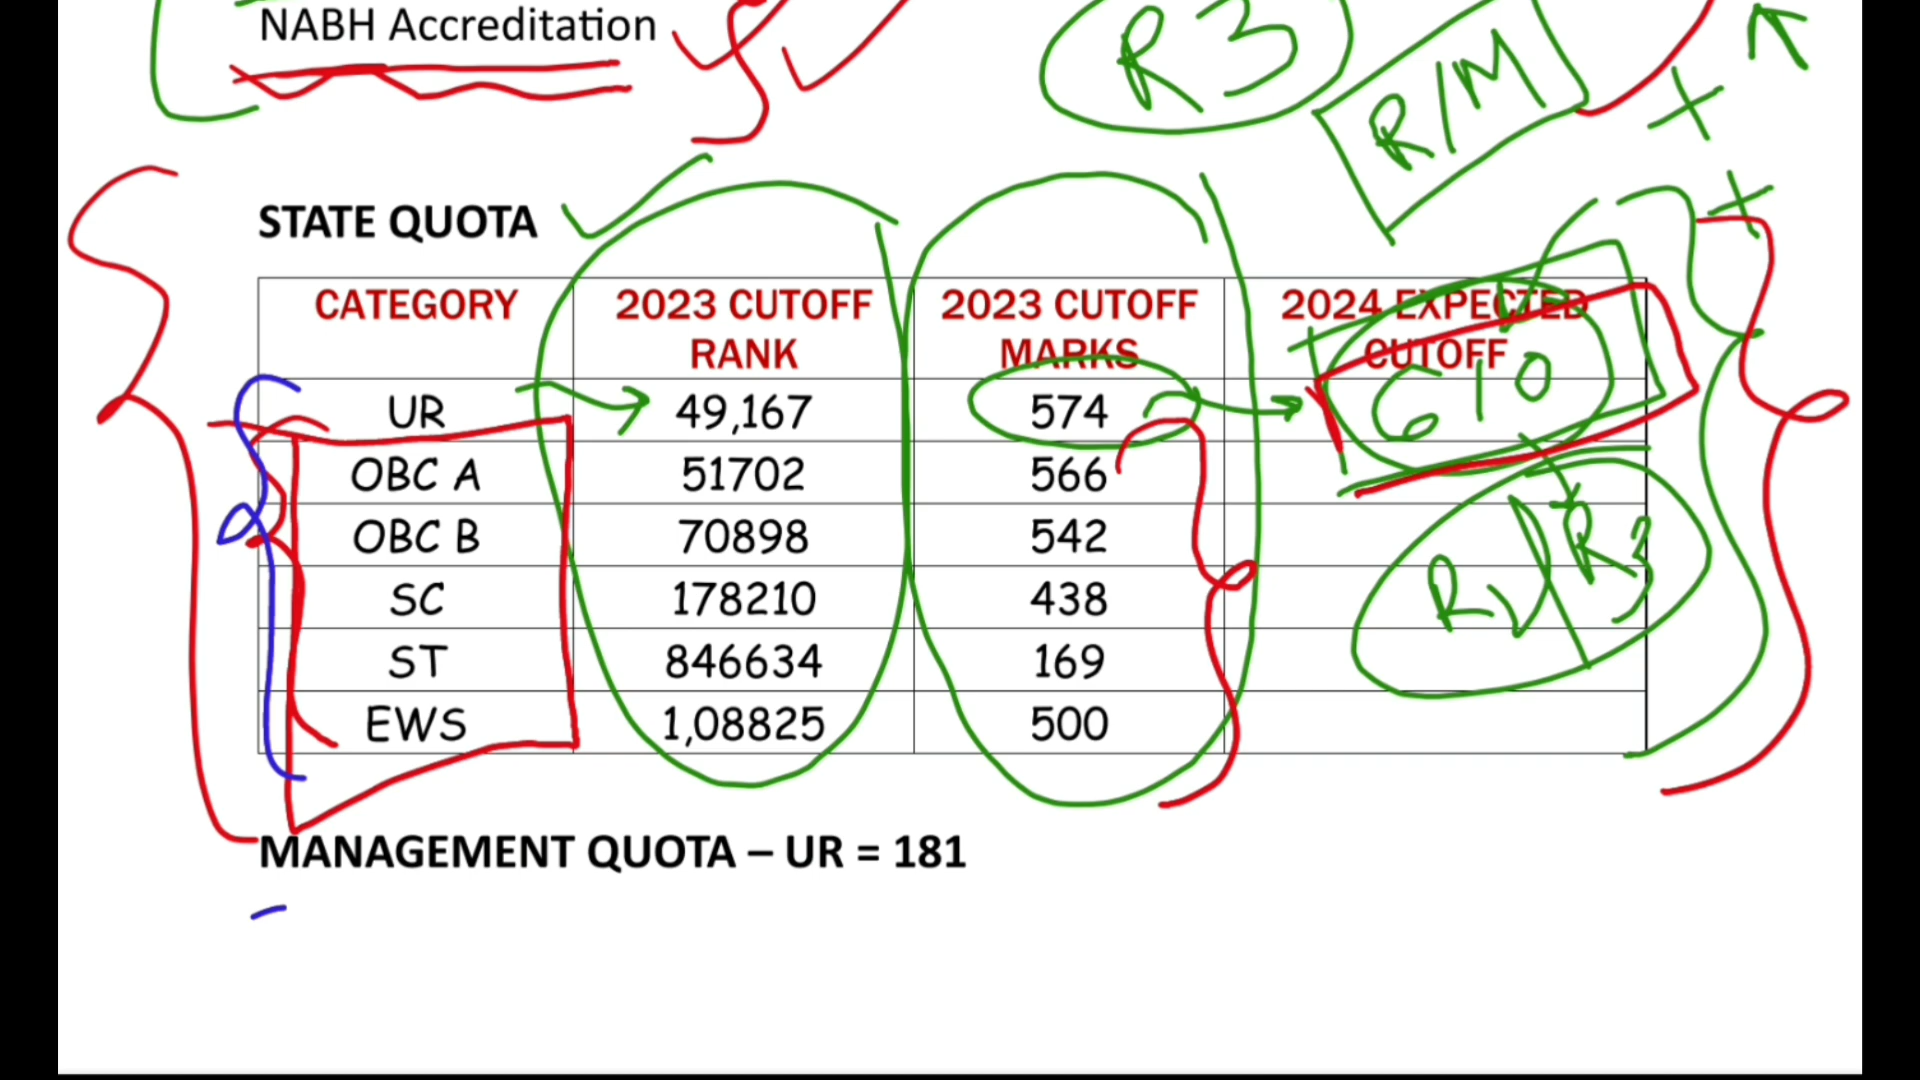 NABH Accreditation
R3
R/M
STATE QUOTA
CATEGORY 2023 CUTOFF RANK 2023 CUTOFF MARKS 2024 EXPECTED CUTOFF
UR 49,167 574 610
OBC A 51702 566
OBC B 70898 542
SC 178210 438
ST 846634 169
EWS 1,08825 500
MANAGEMENT QUOTA – UR = 181